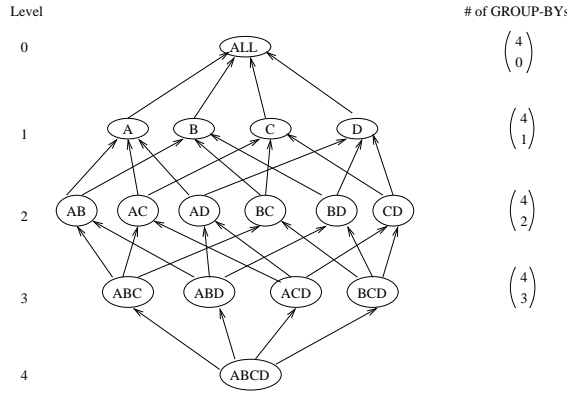 Level # of GROUP-BYs
0 ALL (4 0)
1 A B C D (4 1)
2 AB AC AD BC BD CD (4 2)
3 ABC ABD ACD BCD (4 3)
4 ABCD